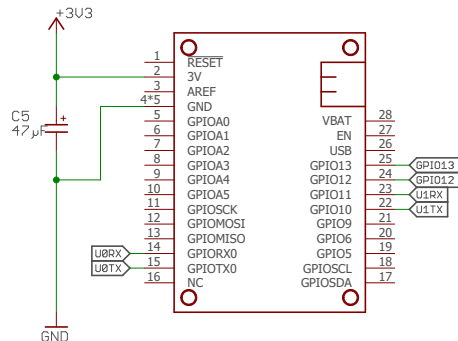 +3V3
C5
47µF
GND
1 RESET
2 3V
3 AREF
4*5 GND
5 GPIOA0
6 GPIOA1
7 GPIOA2
8 GPIOA3
9 GPIOA4
10 GPIOA5
11 GPIOSCK
12 GPIOMOSI
13 GPIOMISO
U0RX 14 GPIORX0
U0TX 15 GPIOTX0
16 NC
VBAT 28
EN 27
USB 26
GPIO13 25 GPIO13
GPIO12 24 GPIO12
GPIO11 23 U1RX
GPIO10 22 U1TX
GPIO9 21
GPIO6 20
GPIO5 19
GPIOSCL 18
GPIOSDA 17